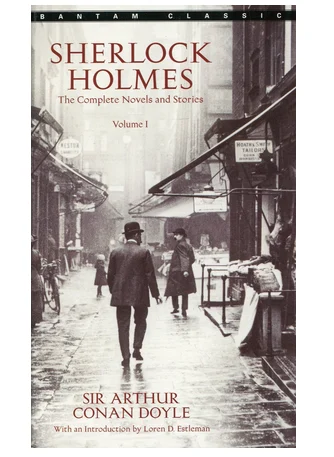 BANTAM CLASSIC
SHERLOCK
HOLMES
The Complete Novels and Stories
Volume I
TAILORS
SIR ARTHUR
CONAN DOYLE
With an Introduction by Loren D. Estleman